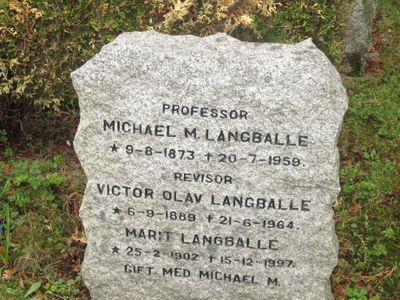 PROFESSOR
MICHAEL M. LANGBALLE
* 9-8-1873 † 20-7-1959.
REVISOR
VICTOR OLAV LANGBALLE
* 6-9-1889 † 21-6-1964.
MARIT LANGBALLE
* 25-2-1902 † 15-12-1997.
GIFT. MED MICHAEL M.